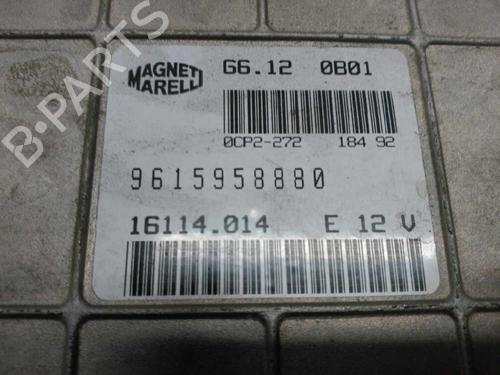 MAGNETI
MARELLI
G6.12 0B01
0CP2-272 184 92
9615958880
16114.014 E 12 V
B-PARTS